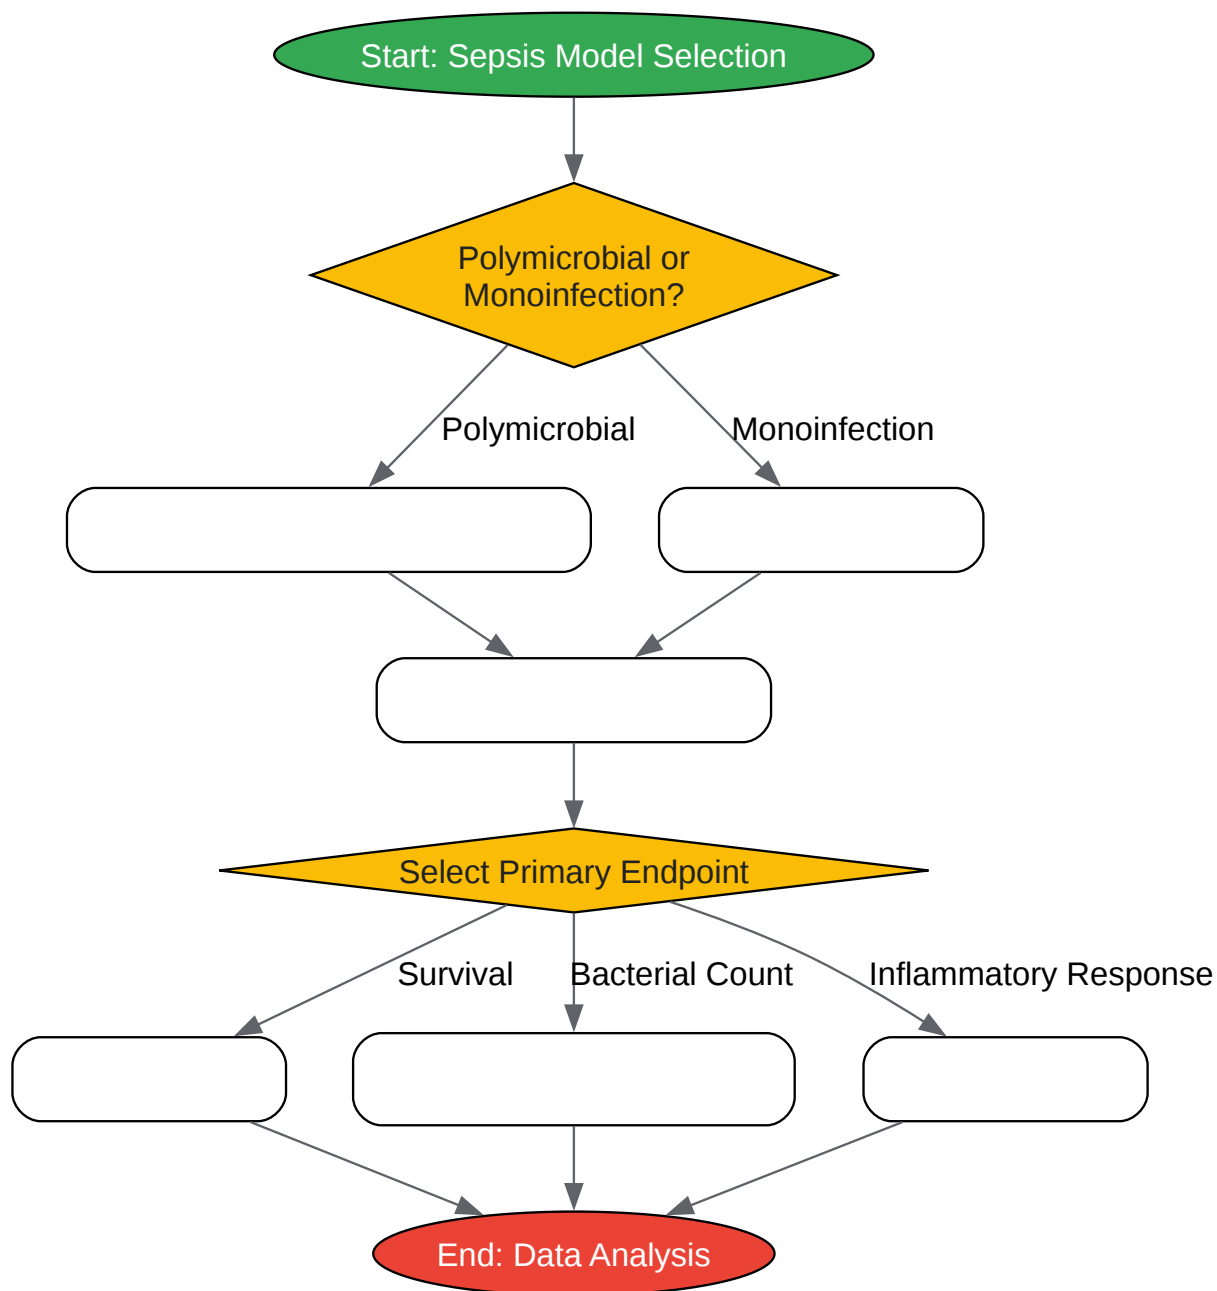 Start: Sepsis Model Selection
Polymicrobial or
Monoinfection?
Polymicrobial
Monoinfection
Select Primary Endpoint
Survival
Bacterial Count
Inflammatory Response
End: Data Analysis